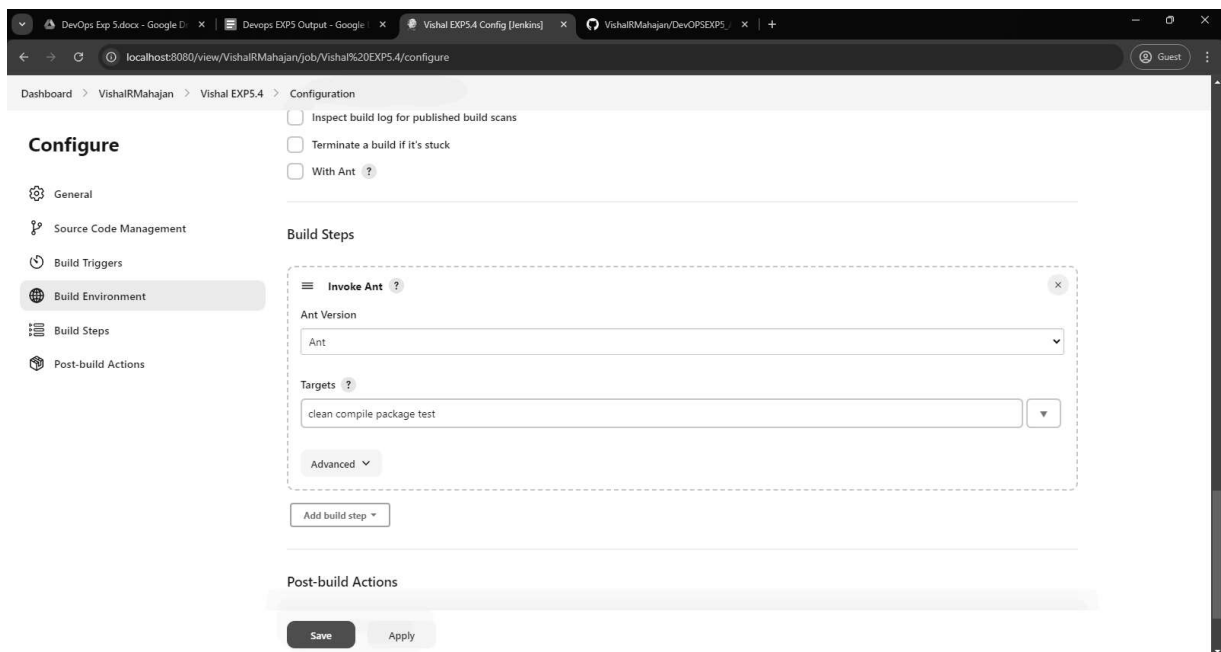 DevOps Exp 5.docx - Google D
Devops EXP5 Output - Google
Vishal EXP5.4 Config [Jenkins]
VishalRMahajan/DevOPSEXP5_
localhost:8080/view/VishalRMahajan/job/Vishal%20EXP5.4/configure
Guest
Dashboard > VishalRMahajan > Vishal EXP5.4 > Configuration
Configure
General
Source Code Management
Build Triggers
Build Environment
Build Steps
Post-build Actions
Inspect build log for published build scans
Terminate a build if it's stuck
With Ant ?
Build Steps
Invoke Ant ?
Ant Version
Ant
Targets ?
clean compile package test
Advanced
Add build step
Post-build Actions
Save
Apply